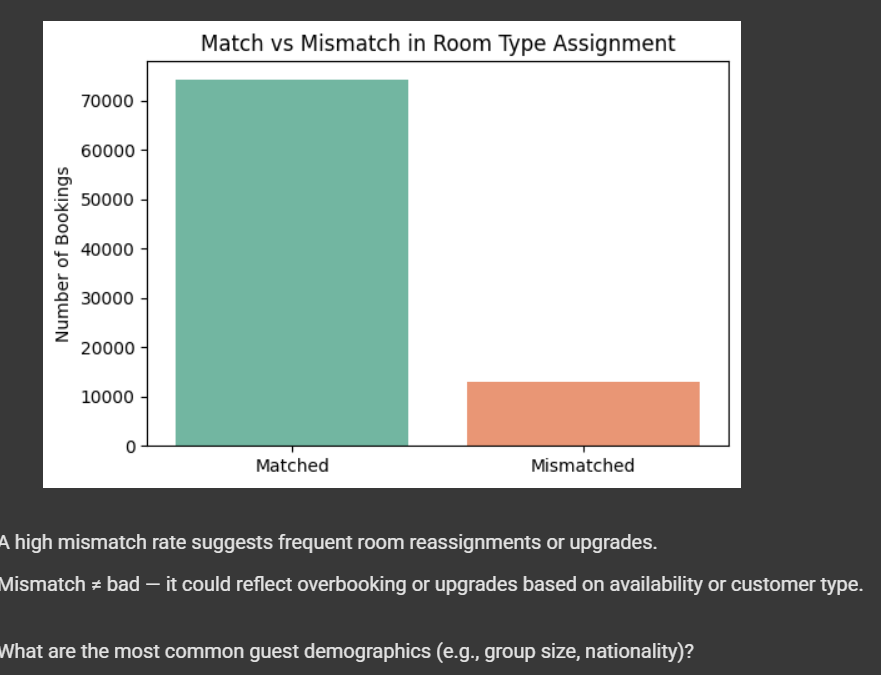 Match vs Mismatch in Room Type Assignment
70000
60000
50000
40000
30000
20000
10000
0
Number of Bookings
Matched
Mismatched
A high mismatch rate suggests frequent room reassignments or upgrades.
Mismatch ≠ bad — it could reflect overbooking or upgrades based on availability or customer type.
What are the most common guest demographics (e.g., group size, nationality)?